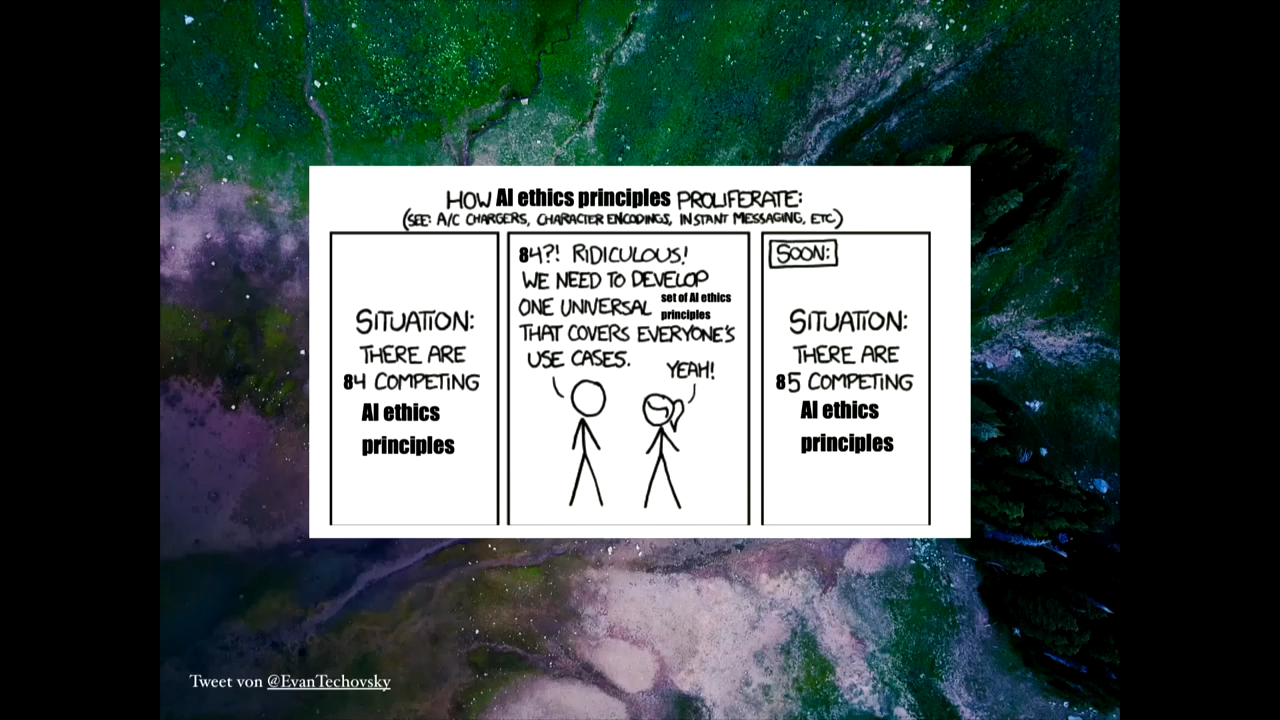 HOW AI ethics principles PROLIFERATE:
(SEE: A/C CHARGERS, CHARACTER ENCODINGS, INSTANT MESSAGING, ETC.)
SITUATION:
THERE ARE
84 COMPETING
AI ethics
principles
84?! RIDICULOUS!
WE NEED TO DEVELOP
ONE UNIVERSAL set of AI ethics
principles
THAT COVERS EVERYONE'S
USE CASES.
YEAH!
SOON:
SITUATION:
THERE ARE
85 COMPETING
AI ethics
principles
Tweet von @EvanTechovsky